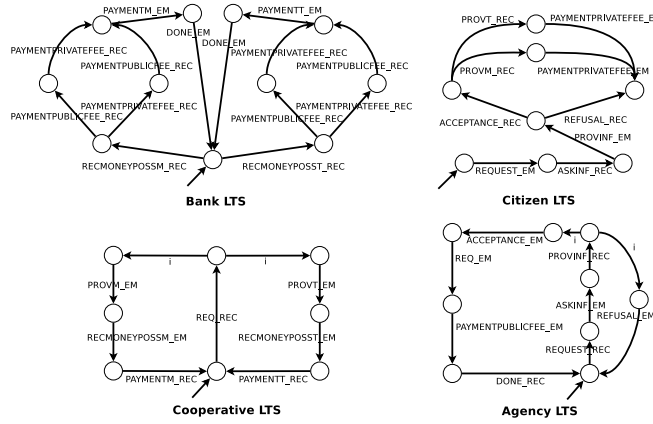 PAYMENTM_EM
PAYMENTT_EM
DONE_EM
DONE_EM
PAYMENTPRIVATEFEE_REC
PAYMENTPUBLICFEE_REC
PAYMENTPRIVATEFEE_REC
PAYMENTPUBLICFEE_REC
PAYMENTPRIVATEFEE_REC
PAYMENTPUBLICFEE_REC
PAYMENTPRIVATEFEE_REC
PAYMENTPUBLICFEE_REC
RECMONEYPOSSM_REC
RECMONEYPOSST_REC
Bank LTS
PROVT_REC
PAYMENTPRIVATEFEE_E
PROVM_REC
PAYMENTPRIVATEFEE_EM
ACCEPTANCE_REC
REFUSAL_REC
PROVINF_EM
REQUEST_EM
ASKINF_REC
Citizen LTS
i
i
PROVM_EM
PROVT_EM
REQ_REC
RECMONEYPOSSM_EM
RECMONEYPOSST_EM
PAYMENTM_REC
PAYMENTT_REC
Cooperative LTS
ACCEPTANCE_EM
i
i
REQ_EM
PROVINF_REC
ASKINF_EM
REFUSAL_EM
PAYMENTPUBLICFEE_EM
REQUEST_REC
DONE_REC
Agency LTS